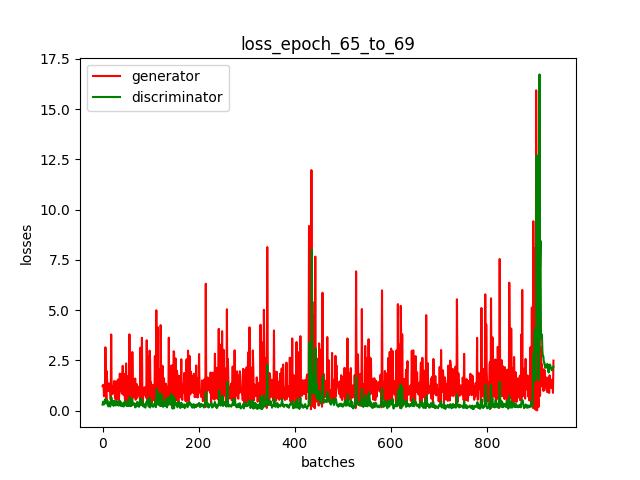 loss_epoch_65_to_69
generator
discriminator
17.5
15.0
12.5
10.0
7.5
5.0
2.5
0.0
losses
0 200 400 600 800
batches